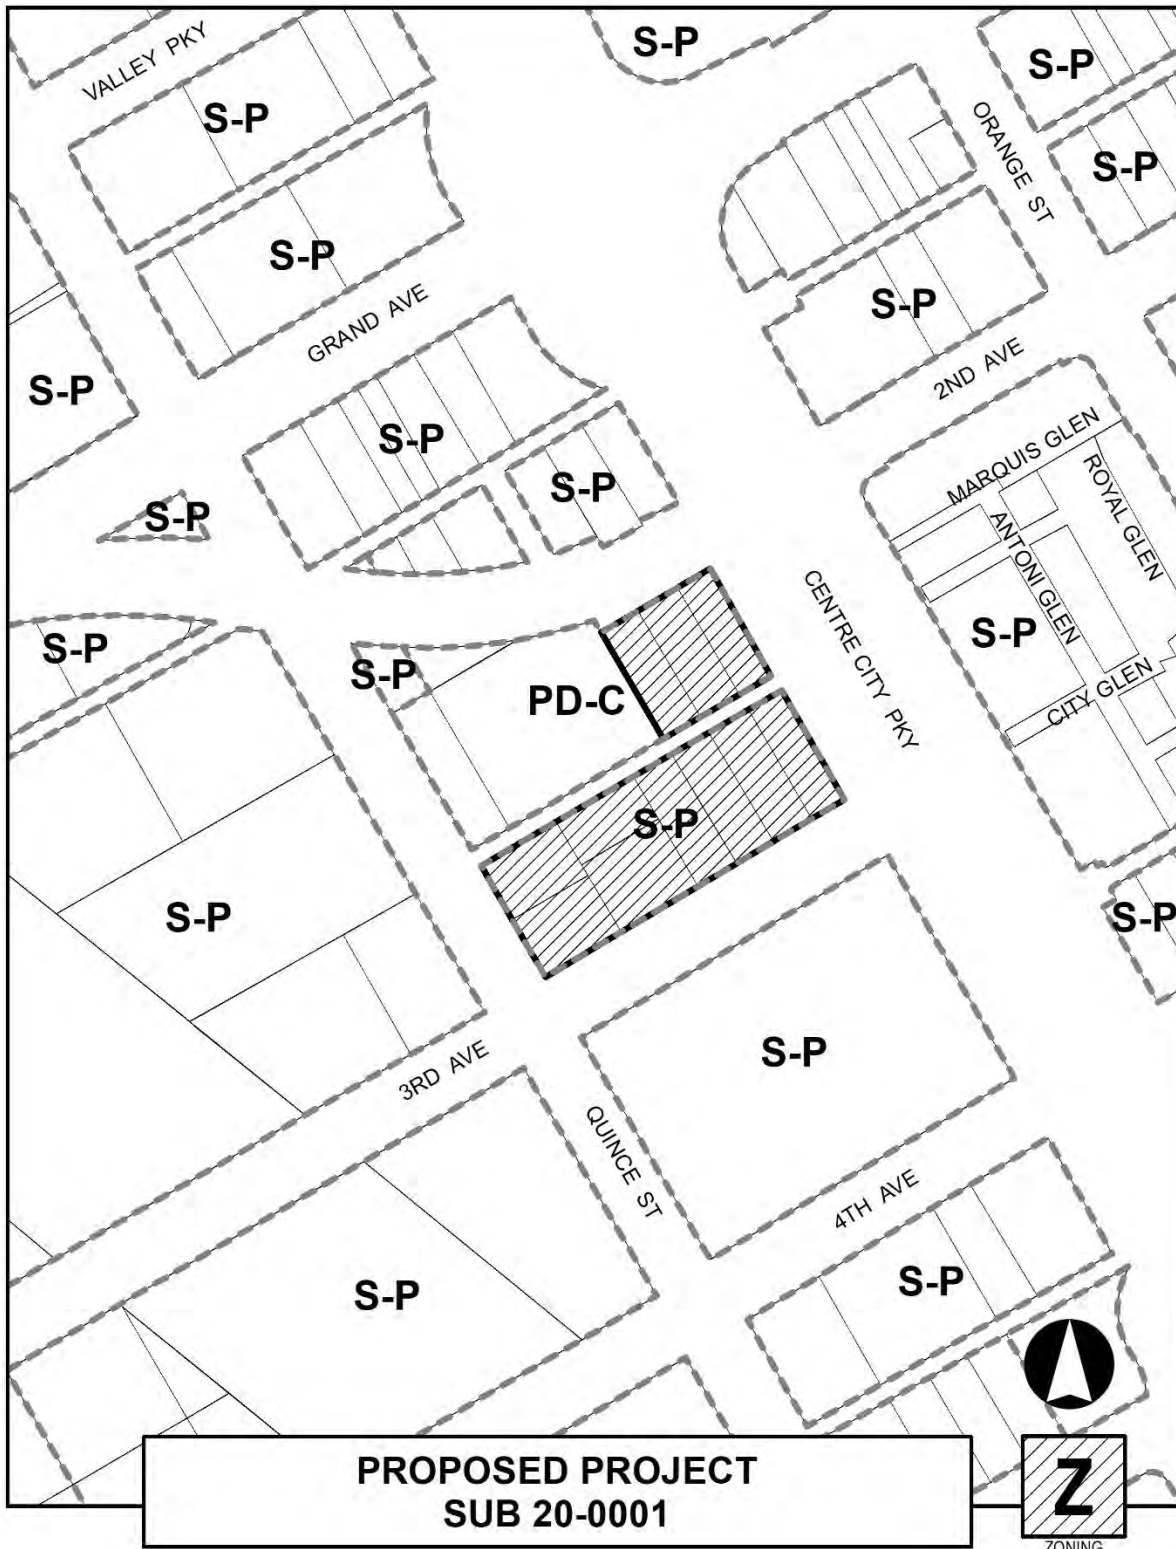 S-P
VALLEY PKY
S-P
S-P
ORANGE ST
S-P
S-P
S-P
GRAND AVE
S-P
2ND AVE
S-P
S-P
MARQUIS GLEN
ROYAL GLEN
S-P
S-P
ANTONI GLEN
CENTRE CITY PKY
S-P
S-P
S-P
PD-C
CITY GLEN
S-P
S-P
S-P
S-P
3RD AVE
QUINCE ST
4TH AVE
S-P
S-P
PROPOSED PROJECT
SUB 20-0001
Z
ZONING